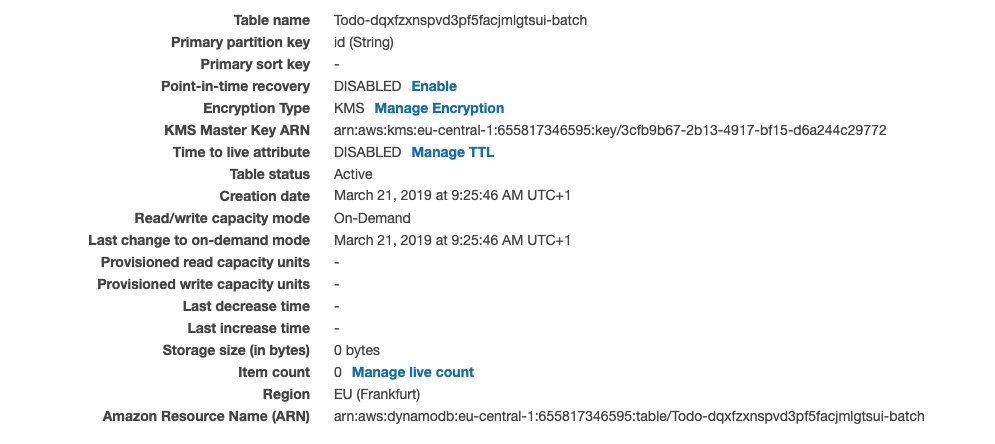 Table name Todo-dqxfzxnspvd3pf5facjmlgtsui-batch
Primary partition key id (String)
Primary sort key -
Point-in-time recovery DISABLED Enable
Encryption Type KMS Manage Encryption
KMS Master Key ARN arn:aws:kms:eu-central-1:655817346595:key/3cfb9b67-2b13-4917-bf15-d6a244c29772
Time to live attribute DISABLED Manage TTL
Table status Active
Creation date March 21, 2019 at 9:25:46 AM UTC+1
Read/write capacity mode On-Demand
Last change to on-demand mode March 21, 2019 at 9:25:46 AM UTC+1
Provisioned read capacity units -
Provisioned write capacity units -
Last decrease time -
Last increase time -
Storage size (in bytes) 0 bytes
Item count 0 Manage live count
Region EU (Frankfurt)
Amazon Resource Name (ARN) arn:aws:dynamodb:eu-central-1:655817346595:table/Todo-dqxfzxnspvd3pf5facjmlgtsui-batch